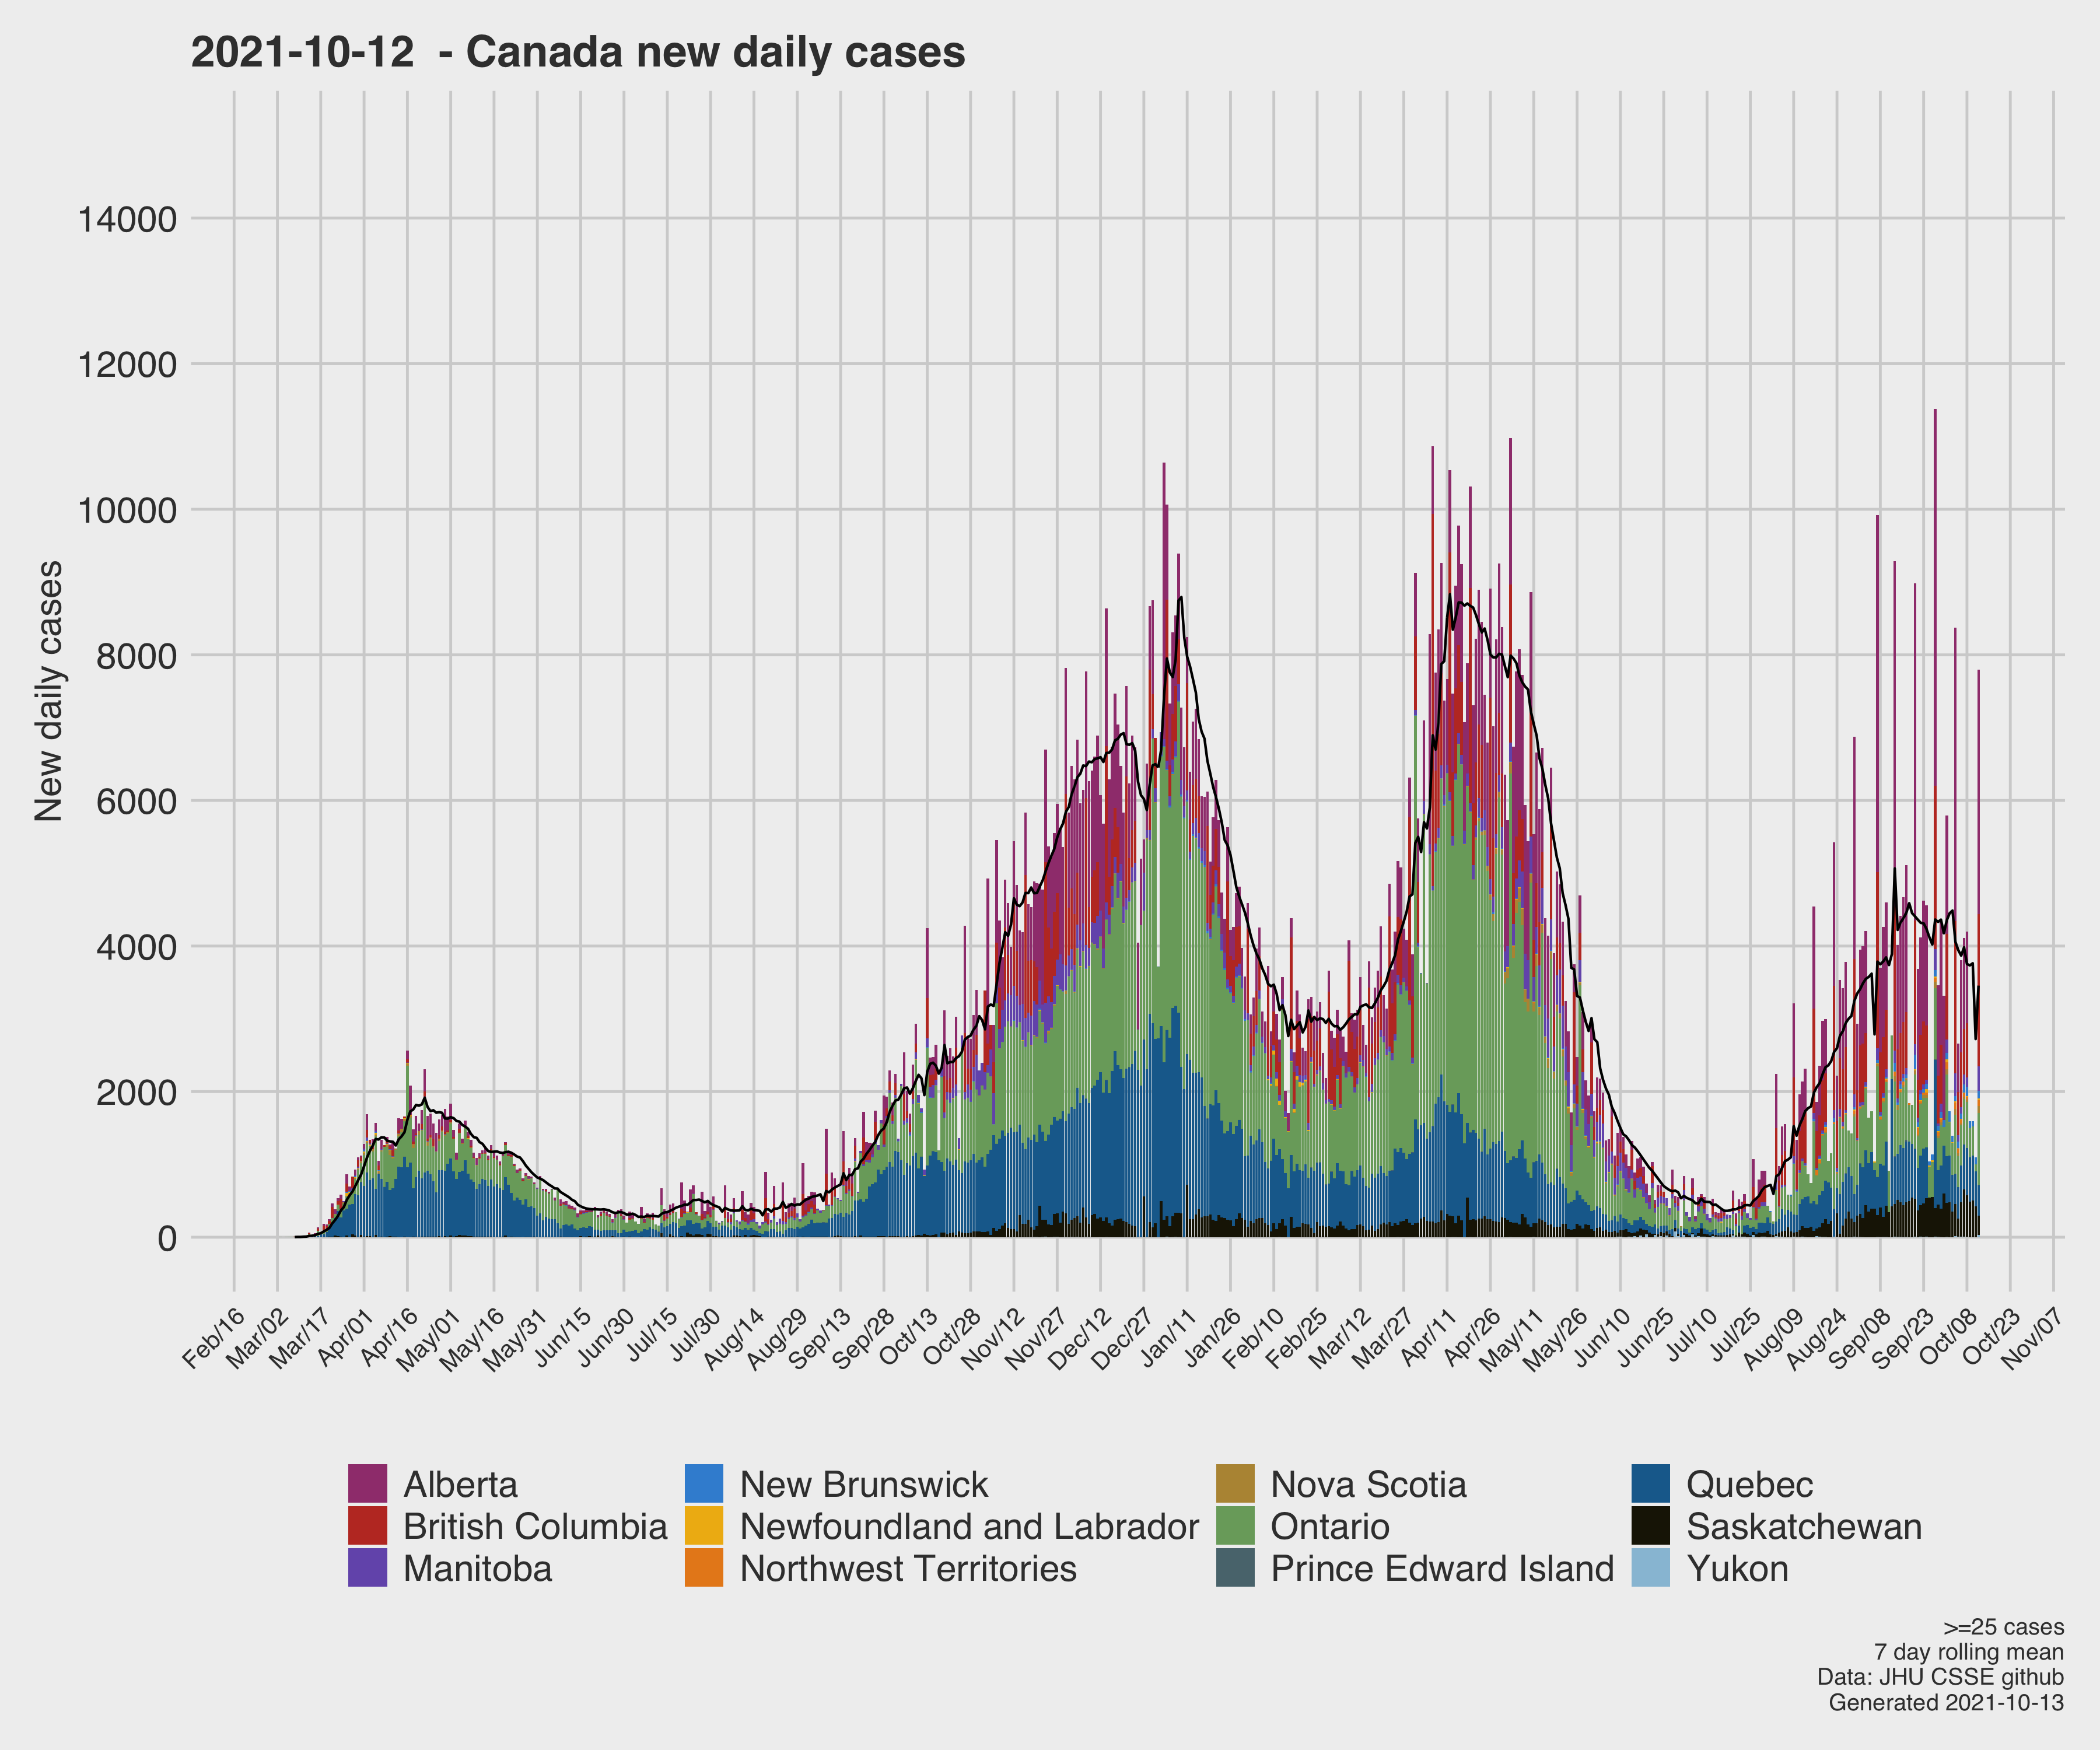 2021-10-12 - Canada new daily cases
New daily cases
14000
12000
10000
8000
6000
4000
2000
0
Feb/16 Mar/02 Mar/17 Apr/01 Apr/16 May/01 May/16 May/31 Jun/15 Jun/30 Jul/15 Jul/30 Aug/14 Aug/29 Sep/13 Sep/28 Oct/13 Oct/28 Nov/12 Nov/27 Dec/12 Dec/27 Jan/11 Jan/26 Feb/10 Feb/25 Mar/12 Mar/27 Apr/11 Apr/26 May/11 May/26 Jun/10 Jun/25 Jul/10 Jul/25 Aug/09 Aug/24 Sep/08 Sep/23 Oct/08 Oct/23 Nov/07
Alberta New Brunswick Nova Scotia Quebec
British Columbia Newfoundland and Labrador Ontario Saskatchewan
Manitoba Northwest Territories Prince Edward Island Yukon
>=25 cases
7 day rolling mean
Data: JHU CSSE github
Generated 2021-10-13